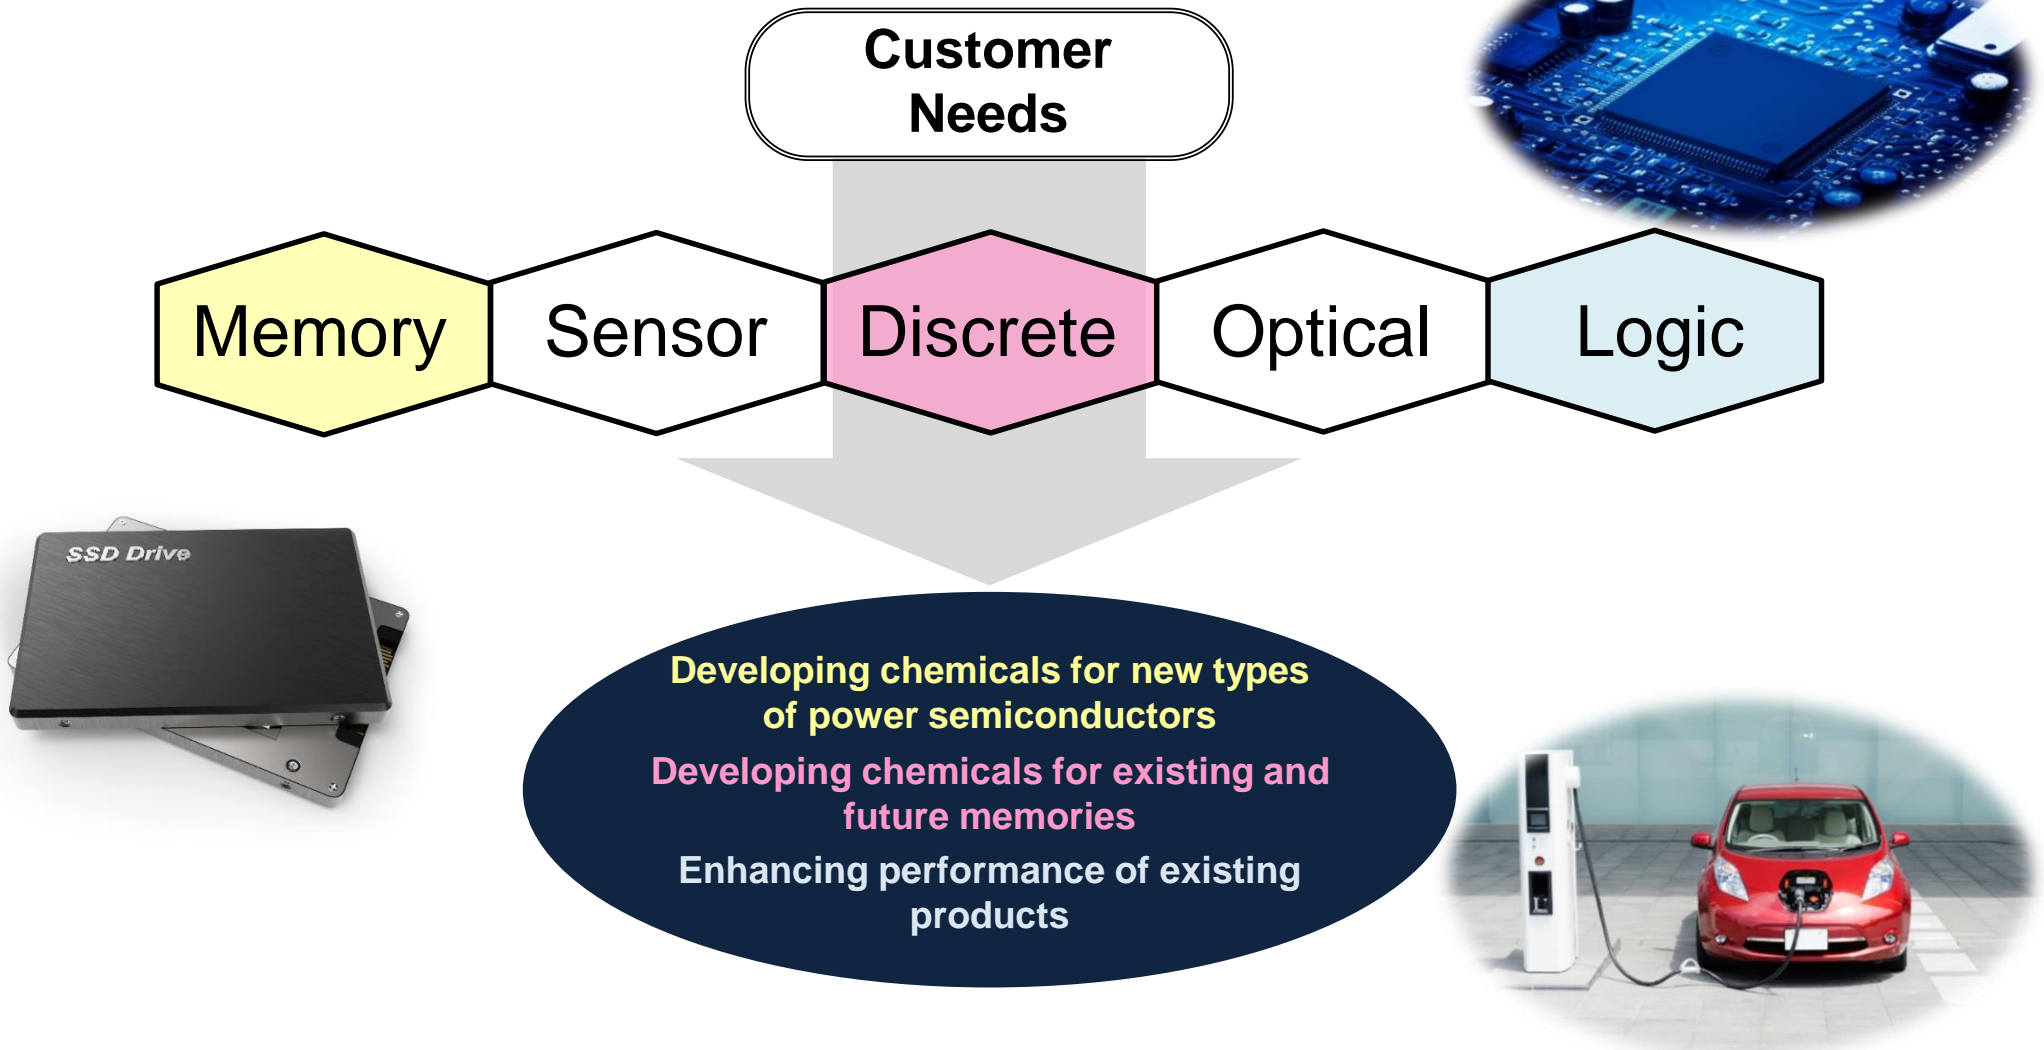 Customer
Needs
Memory
Sensor
Discrete
Optical
Logic
SSD Drive
Developing chemicals for new types
of power semiconductors
Developing chemicals for existing and
future memories
Enhancing performance of existing
products